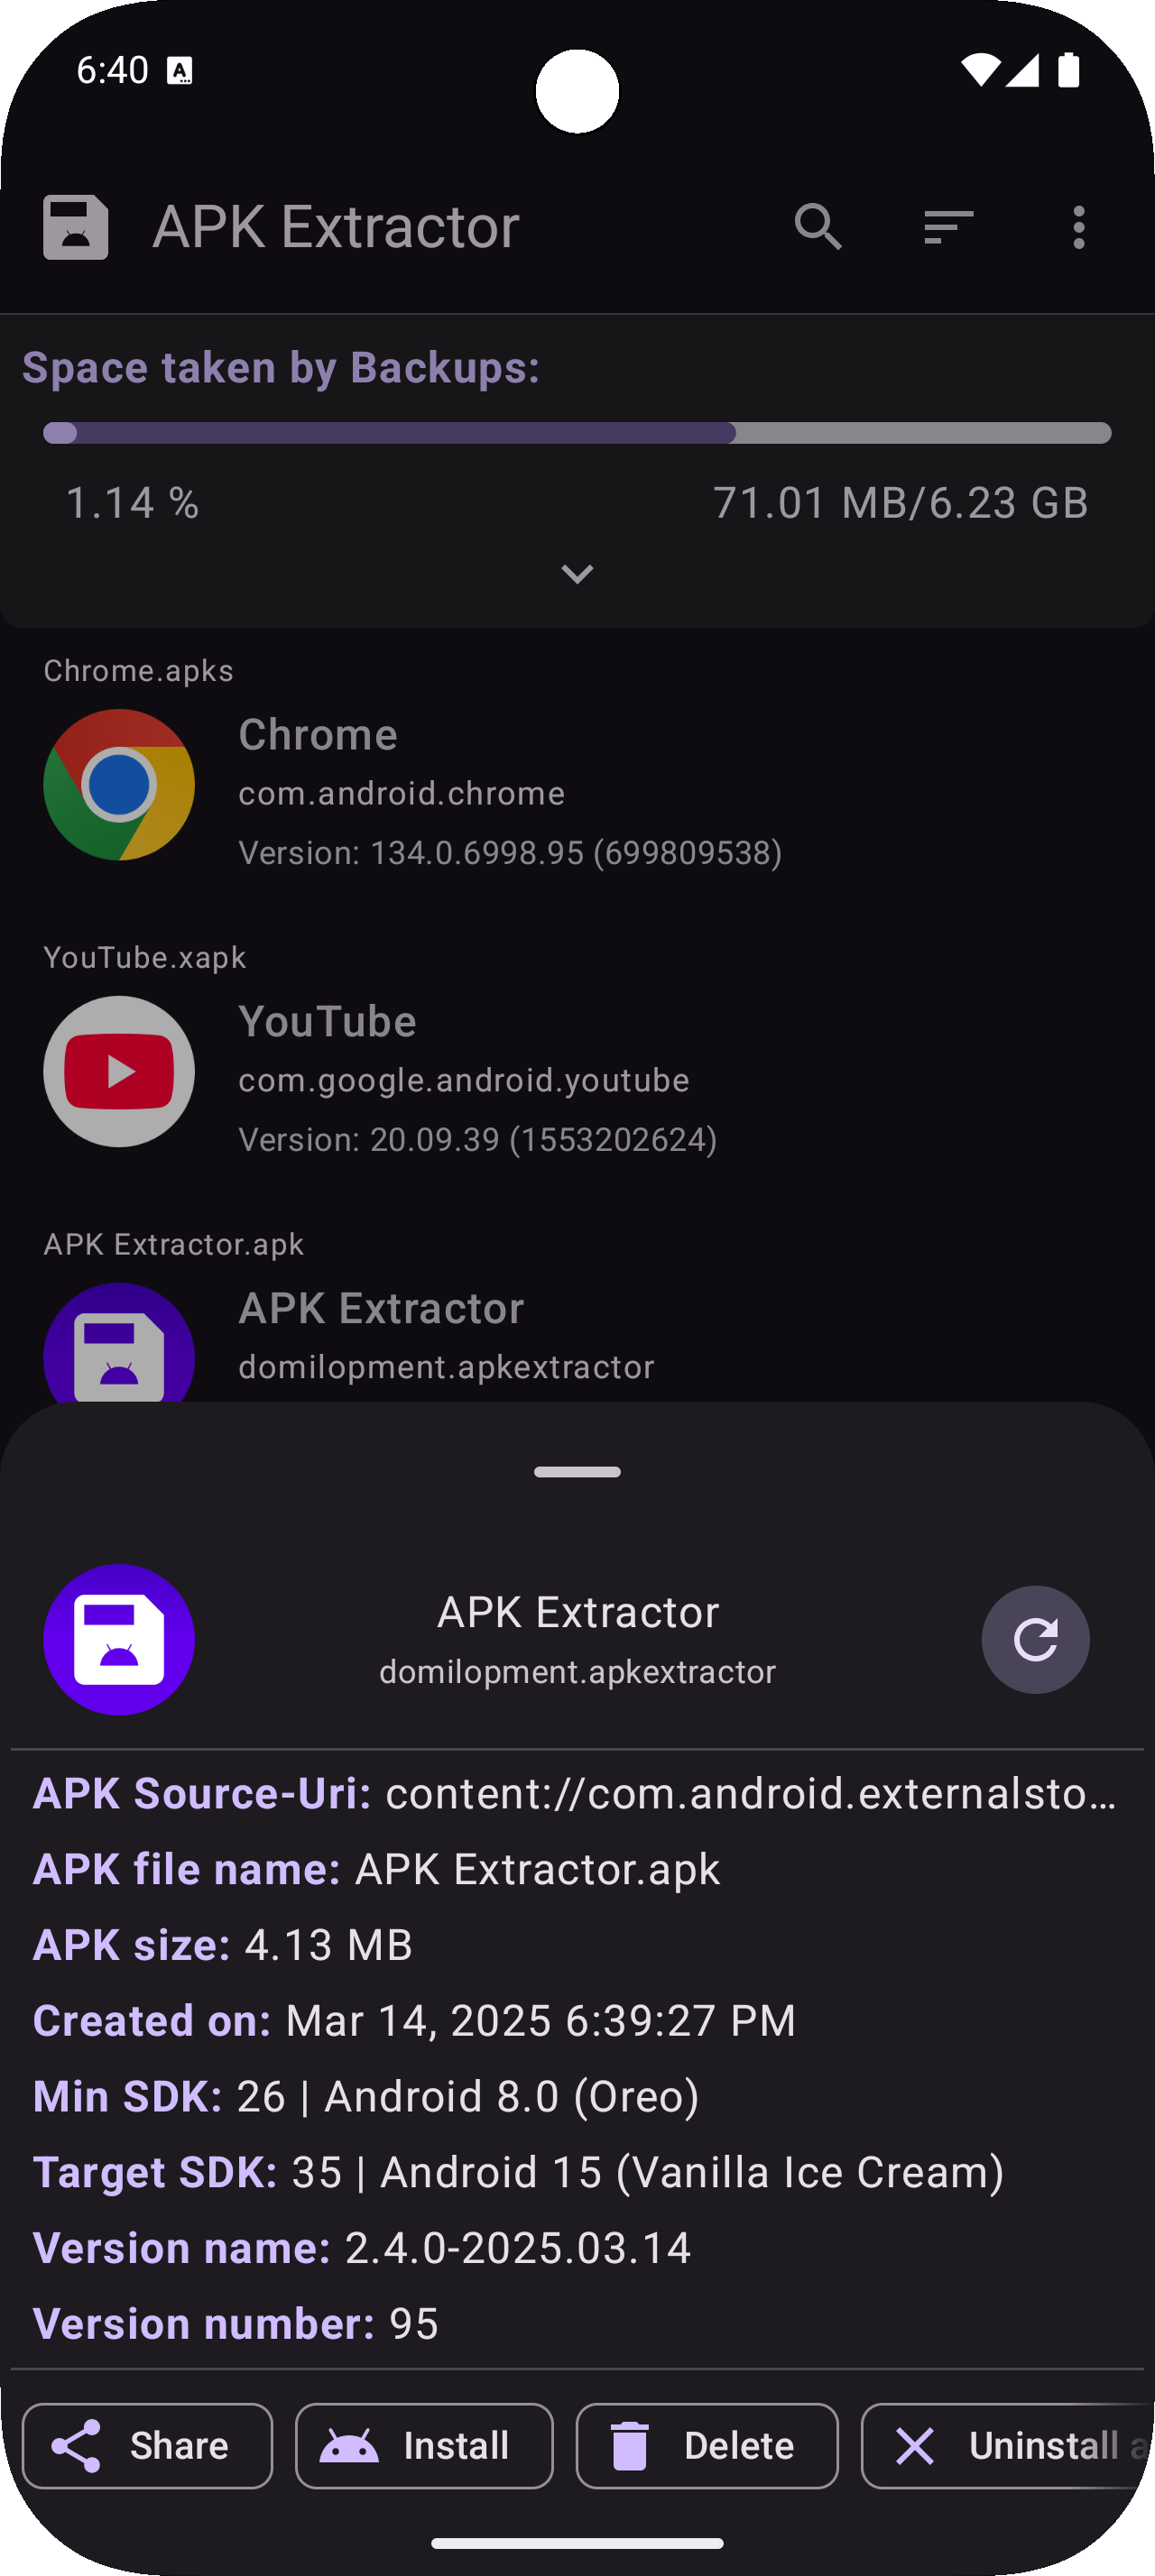 6:40
APK Extractor
Space taken by Backups:
1.14 %
71.01 MB/6.23 GB
Chrome.apks
Chrome
com.android.chrome
Version: 134.0.6998.95 (699809538)
YouTube.xapk
YouTube
com.google.android.youtube
Version: 20.09.39 (1553202624)
APK Extractor.apk
APK Extractor
domilopment.apkextractor
APK Extractor
domilopment.apkextractor
APK Source-Uri: content://com.android.externalsto…
APK file name: APK Extractor.apk
APK size: 4.13 MB
Created on: Mar 14, 2025 6:39:27 PM
Min SDK: 26 | Android 8.0 (Oreo)
Target SDK: 35 | Android 15 (Vanilla Ice Cream)
Version name: 2.4.0-2025.03.14
Version number: 95
Share
Install
Delete
Uninstall